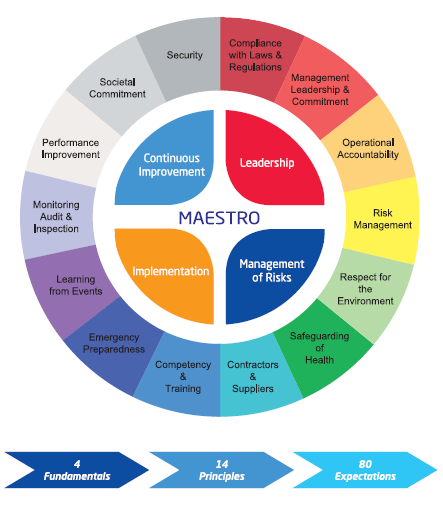 Security
Compliance
with Laws &
Regulations
Management
Leadership &
Commitment
Operational
Accountability
Risk
Management
Respect for
the
Environment
Safeguarding
of
Health
Contractors
&
Suppliers
Competency
&
Training
Emergency
Preparedness
Learning
from Events
Monitoring
Audit &
Inspection
Performance
Improvement
Societal
Commitment
Continuous
Improvement
Leadership
MAESTRO
Implementation
Management
of Risks
4
Fundamentals
14
Principles
80
Expectations